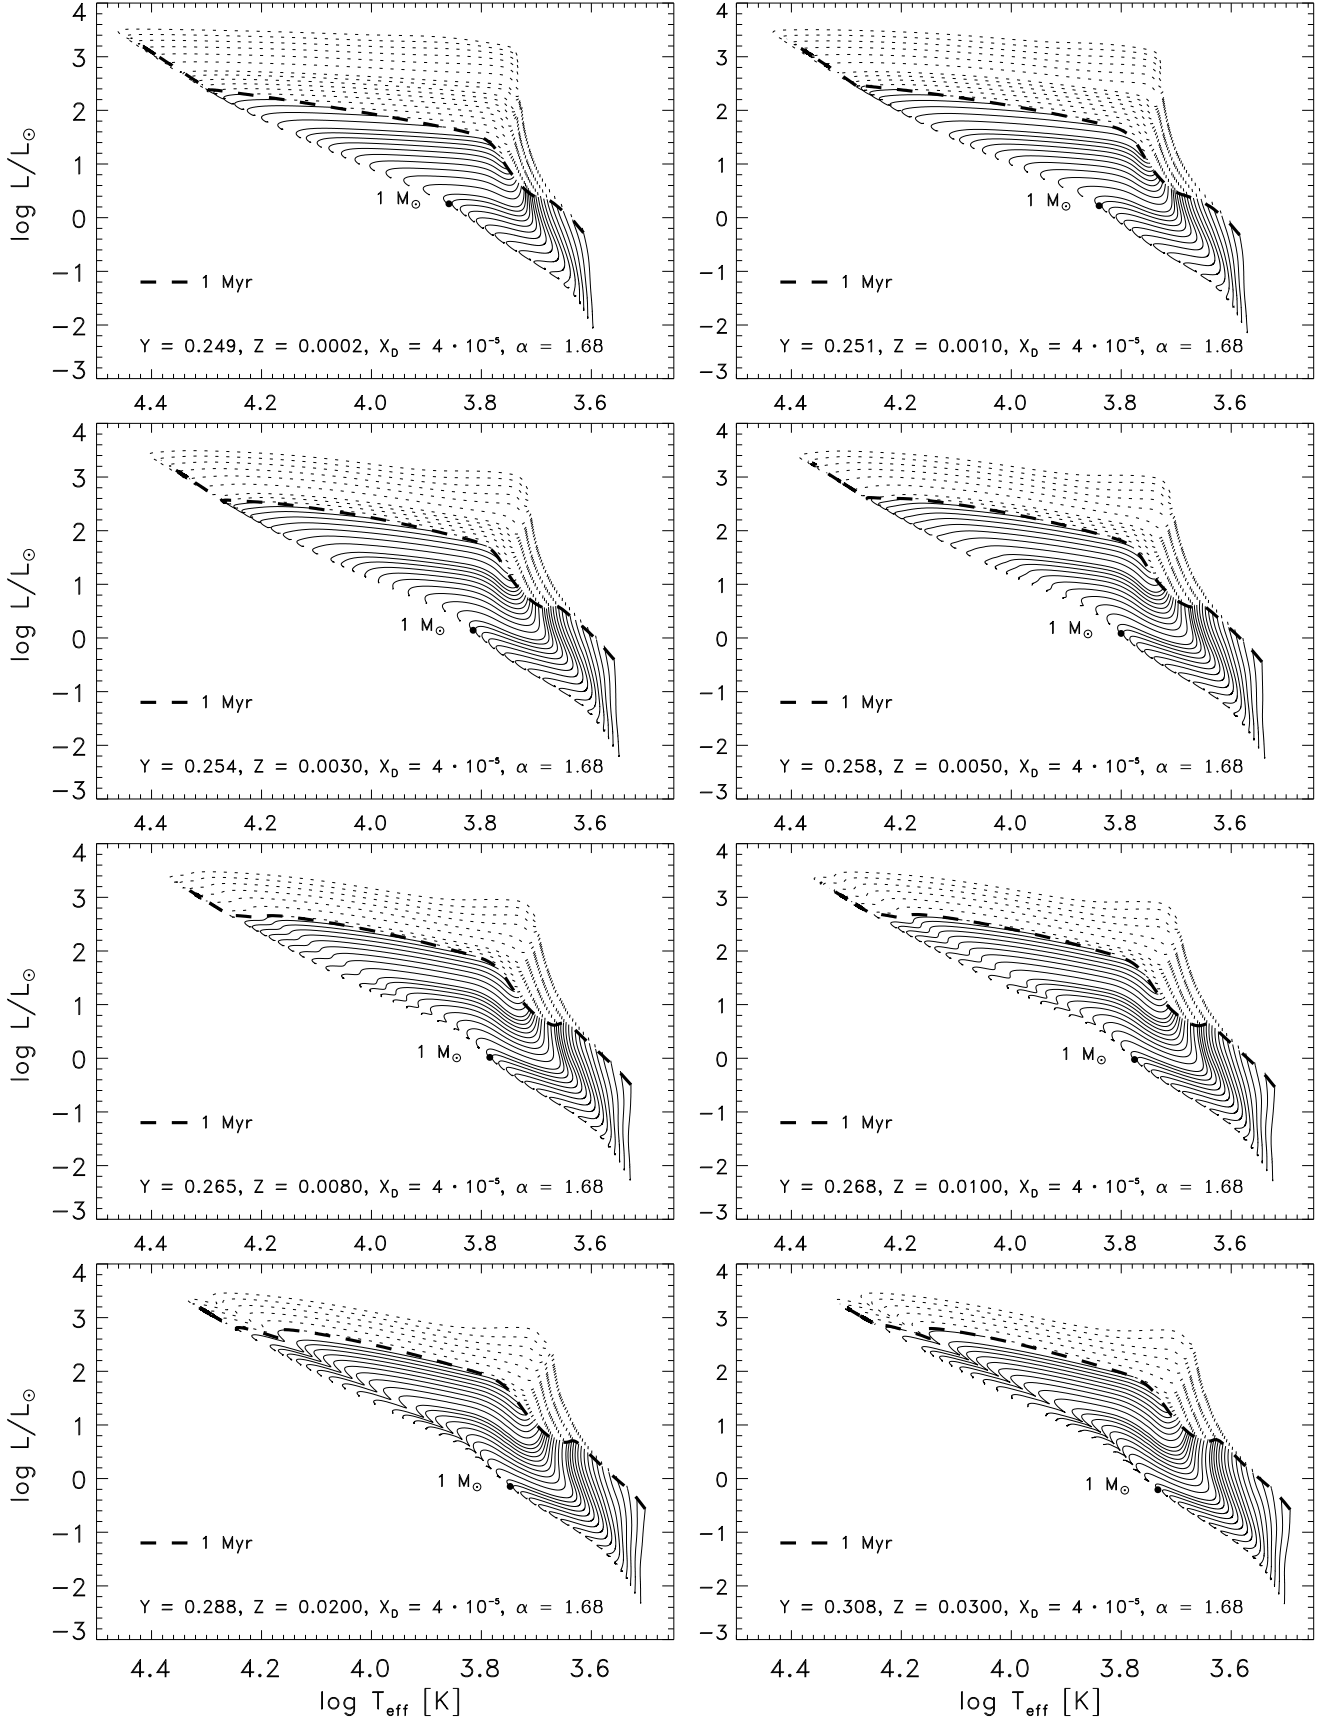 4
3
2
1
0
−1
−2
−3
log L/L⊙
1 M⊙
1 Myr
Y = 0.249, Z = 0.0002, X_D = 4 · 10⁻⁵, α = 1.68
4.4 4.2 4.0 3.8 3.6
4
3
2
1
0
−1
−2
−3
1 M⊙
1 Myr
Y = 0.251, Z = 0.0010, X_D = 4 · 10⁻⁵, α = 1.68
4.4 4.2 4.0 3.8 3.6
4
3
2
1
0
−1
−2
−3
log L/L⊙
1 M⊙
1 Myr
Y = 0.254, Z = 0.0030, X_D = 4 · 10⁻⁵, α = 1.68
4.4 4.2 4.0 3.8 3.6
4
3
2
1
0
−1
−2
−3
1 M⊙
1 Myr
Y = 0.258, Z = 0.0050, X_D = 4 · 10⁻⁵, α = 1.68
4.4 4.2 4.0 3.8 3.6
4
3
2
1
0
−1
−2
−3
log L/L⊙
1 M⊙
1 Myr
Y = 0.265, Z = 0.0080, X_D = 4 · 10⁻⁵, α = 1.68
4.4 4.2 4.0 3.8 3.6
4
3
2
1
0
−1
−2
−3
1 M⊙
1 Myr
Y = 0.268, Z = 0.0100, X_D = 4 · 10⁻⁵, α = 1.68
4.4 4.2 4.0 3.8 3.6
4
3
2
1
0
−1
−2
−3
log L/L⊙
1 M⊙
1 Myr
Y = 0.288, Z = 0.0200, X_D = 4 · 10⁻⁵, α = 1.68
4.4 4.2 4.0 3.8 3.6
log T_eff [K]
4
3
2
1
0
−1
−2
−3
1 M⊙
1 Myr
Y = 0.308, Z = 0.0300, X_D = 4 · 10⁻⁵, α = 1.68
4.4 4.2 4.0 3.8 3.6
log T_eff [K]